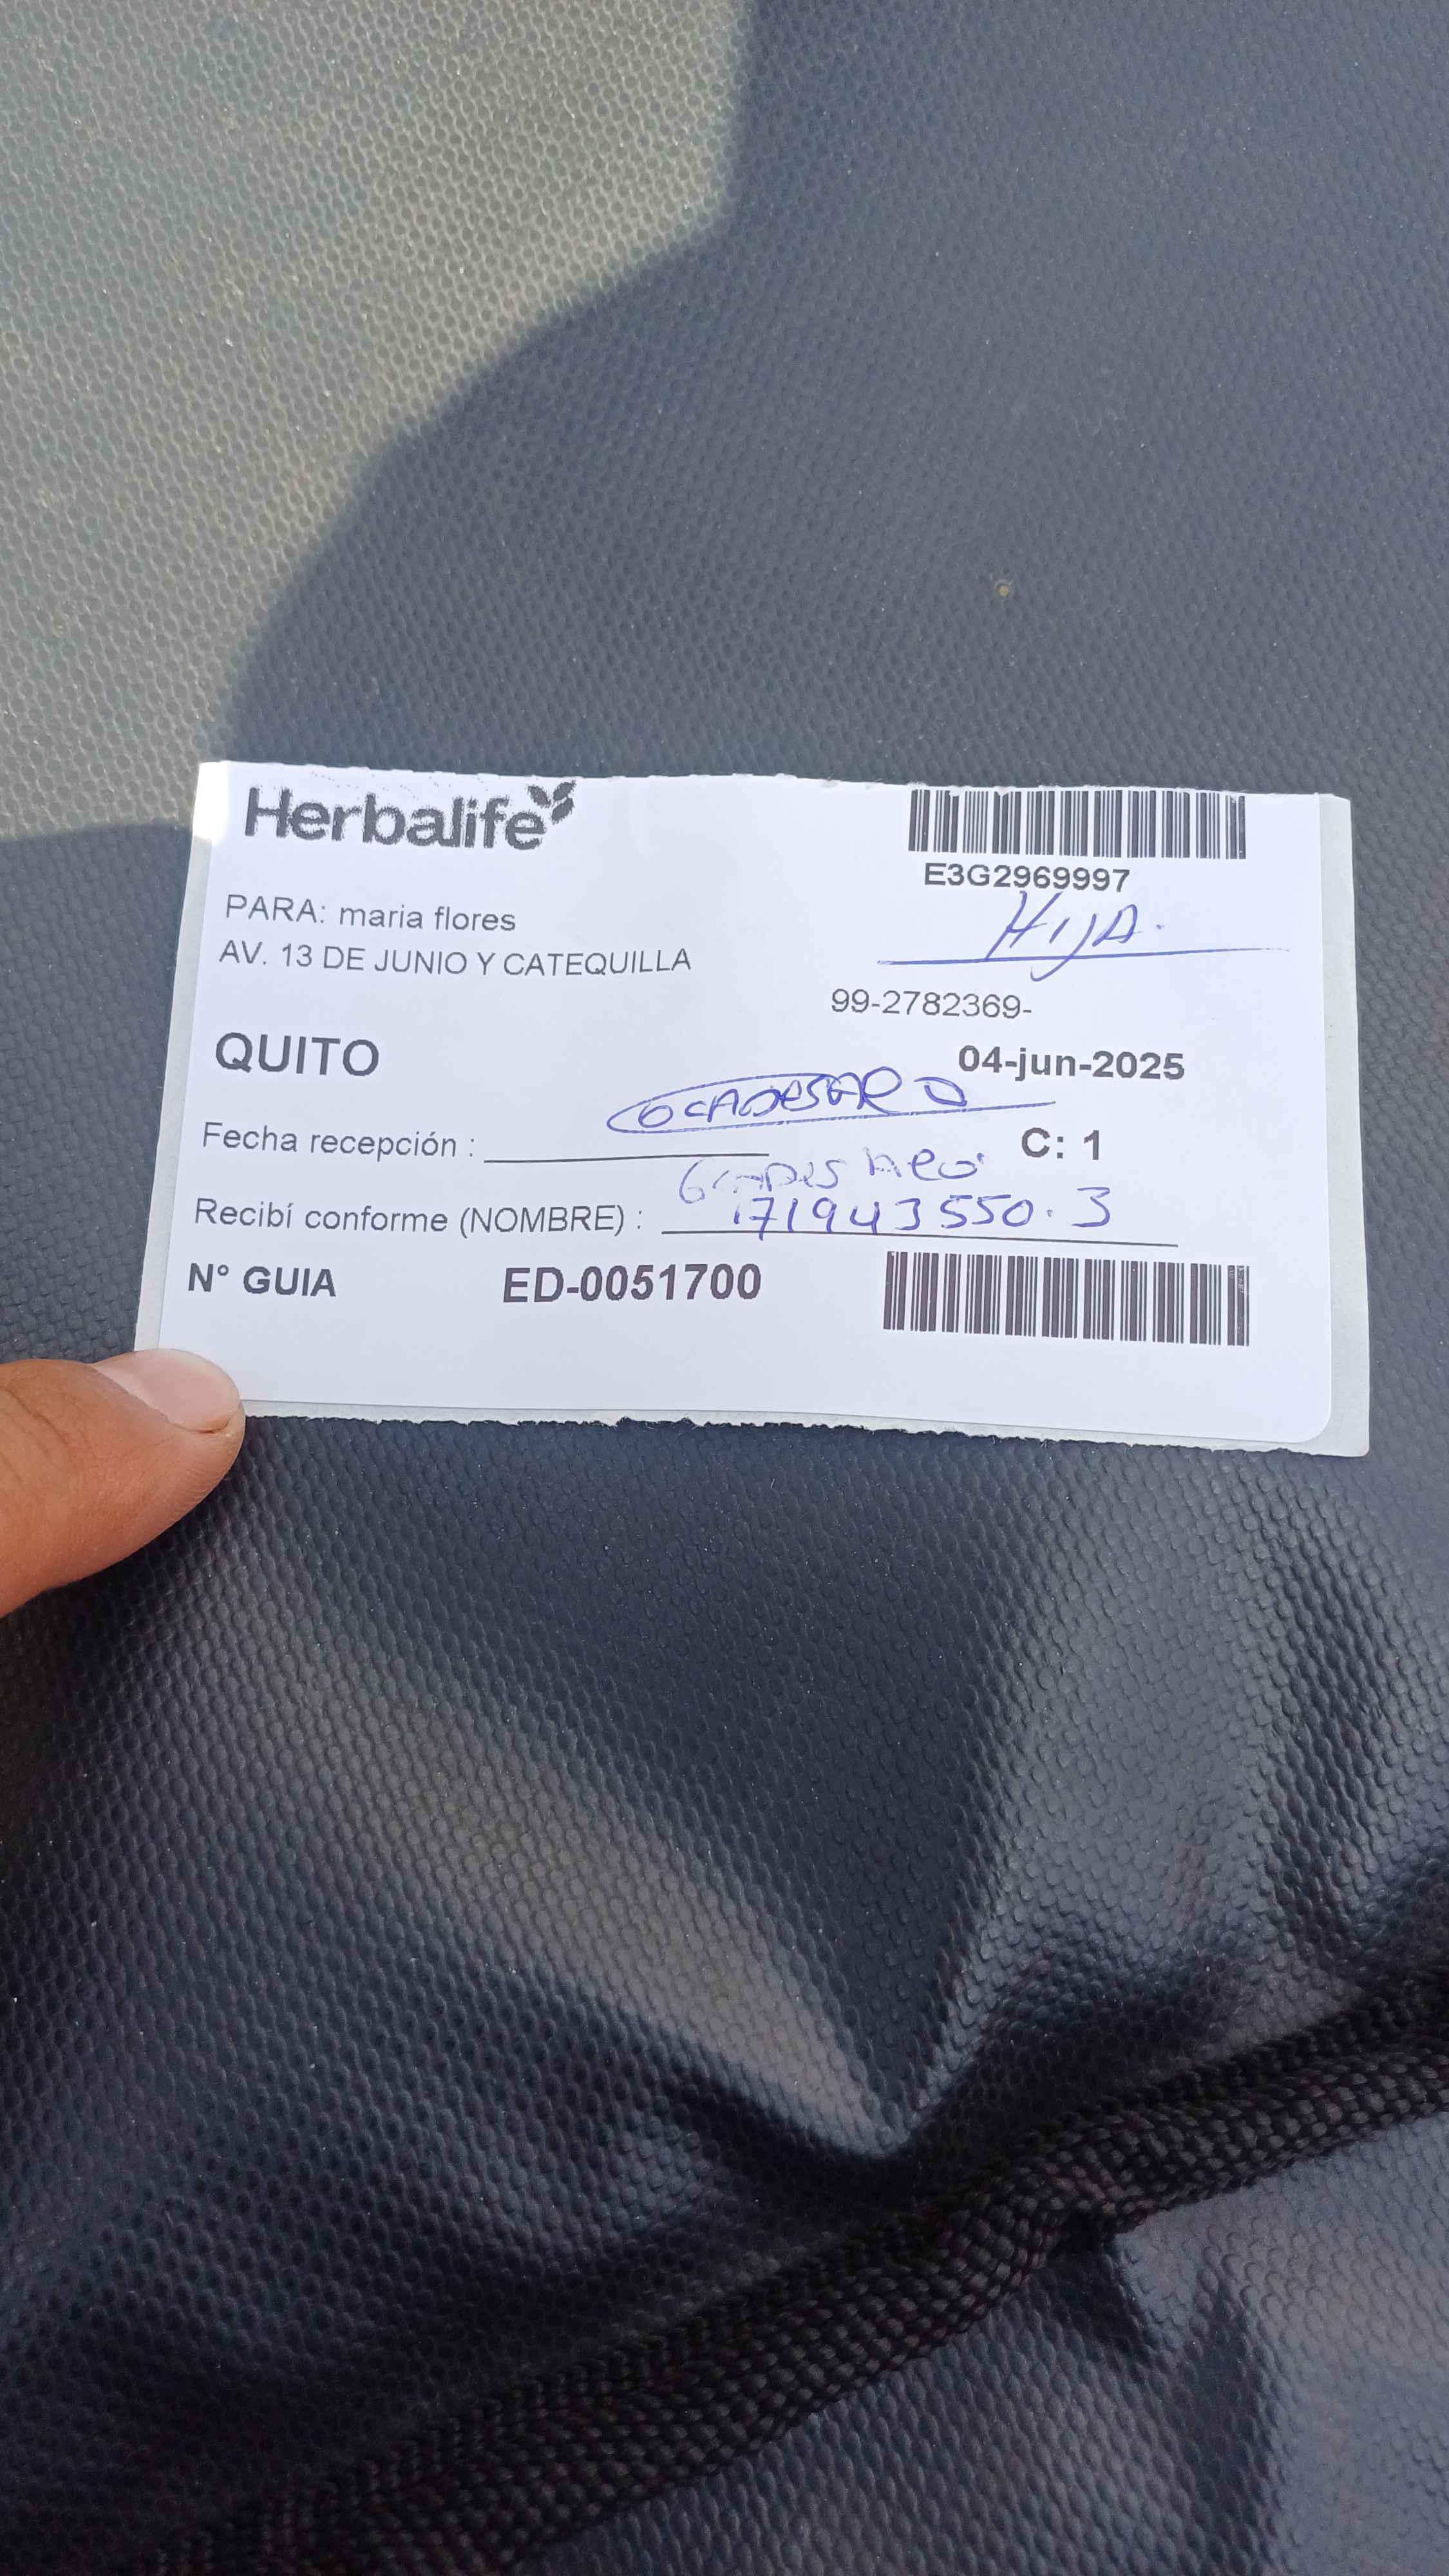 Herbalife
E3G2969997
PARA: maria flores
HIJA.
AV. 13 DE JUNIO Y CATEQUILLA
99-2782369-
QUITO
04-jun-2025
Fecha recepción :
C: 1
Recibí conforme (NOMBRE) : 171943550.3
N° GUIA ED-0051700